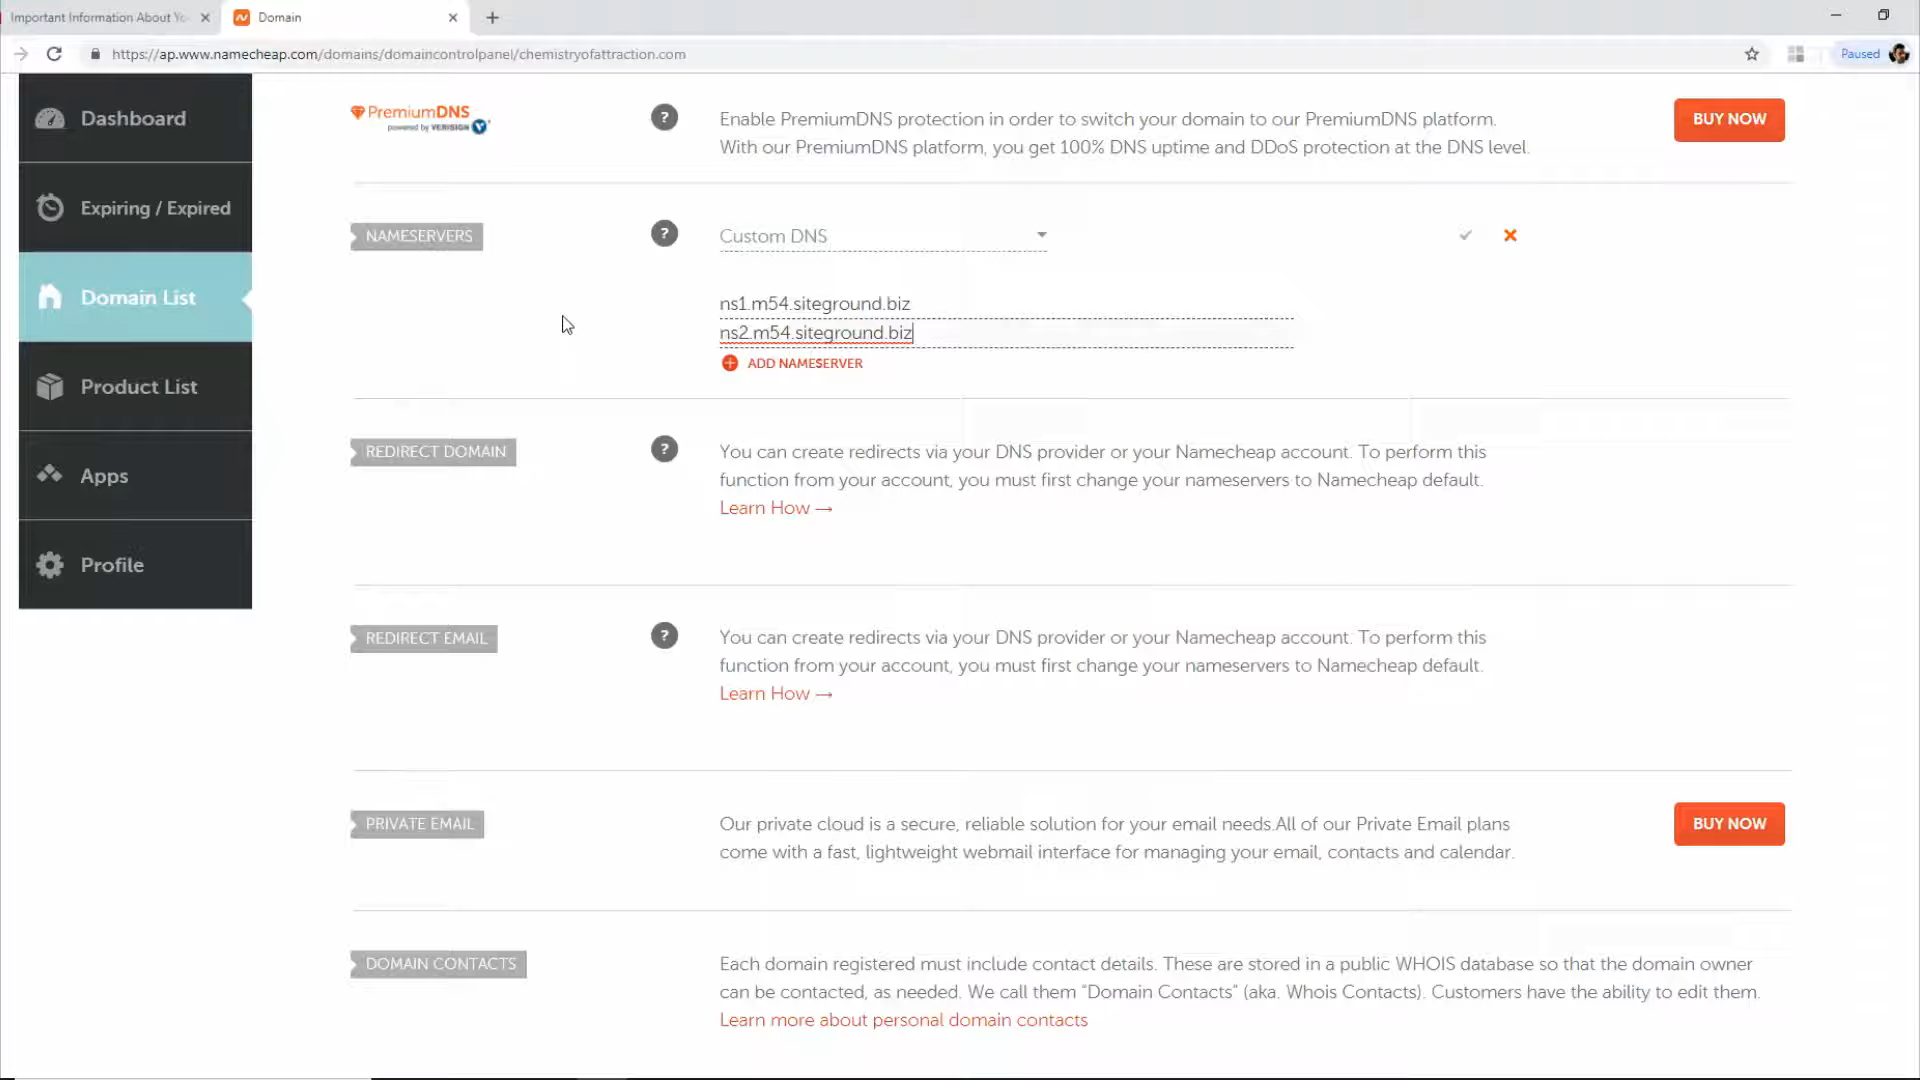 Important Information About Yo
Domain
https://ap.www.namecheap.com/domains/domaincontrolpanel/chemistryofattraction.com
Paused
Dashboard
Expiring / Expired
Domain List
Product List
Apps
Profile
PremiumDNS
powered by VERISIGN
?
Enable PremiumDNS protection in order to switch your domain to our PremiumDNS platform.
With our PremiumDNS platform, you get 100% DNS uptime and DDoS protection at the DNS level.
BUY NOW
NAMESERVERS
?
Custom DNS
ns1.m54.siteground.biz
ns2.m54.siteground.biz
ADD NAMESERVER
REDIRECT DOMAIN
?
You can create redirects via your DNS provider or your Namecheap account. To perform this
function from your account, you must first change your nameservers to Namecheap default.
Learn How →
REDIRECT EMAIL
?
You can create redirects via your DNS provider or your Namecheap account. To perform this
function from your account, you must first change your nameservers to Namecheap default.
Learn How →
PRIVATE EMAIL
Our private cloud is a secure, reliable solution for your email needs.All of our Private Email plans
come with a fast, lightweight webmail interface for managing your email, contacts and calendar.
BUY NOW
DOMAIN CONTACTS
Each domain registered must include contact details. These are stored in a public WHOIS database so that the domain owner
can be contacted, as needed. We call them "Domain Contacts" (aka. Whois Contacts). Customers have the ability to edit them.
Learn more about personal domain contacts